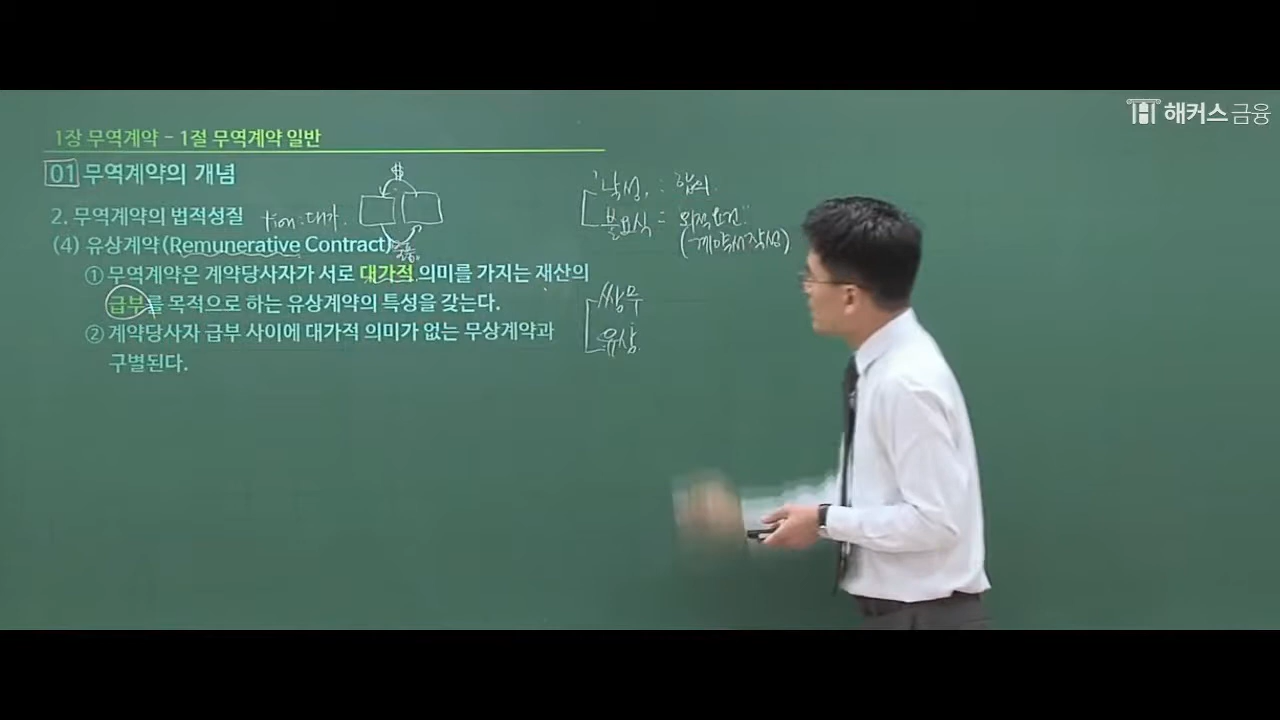 해커스 금융
1장 무역계약 - 1절 무역계약 일반
01 무역계약의 개념
$
2. 무역계약의 법적성질 tion : 대가.
(4) 유상계약(Remunerative Contract)
① 무역계약은 계약당사자가 서로 대가적 의미를 가지는 재산의
급부를 목적으로 하는 유상계약의 특성을 갖는다.
② 계약당사자 급부 사이에 대가적 의미가 없는 무상계약과
구별된다.
낙성, : 합의.
불요식 = "외적요건"
(계약서작성)
쌍무
유상